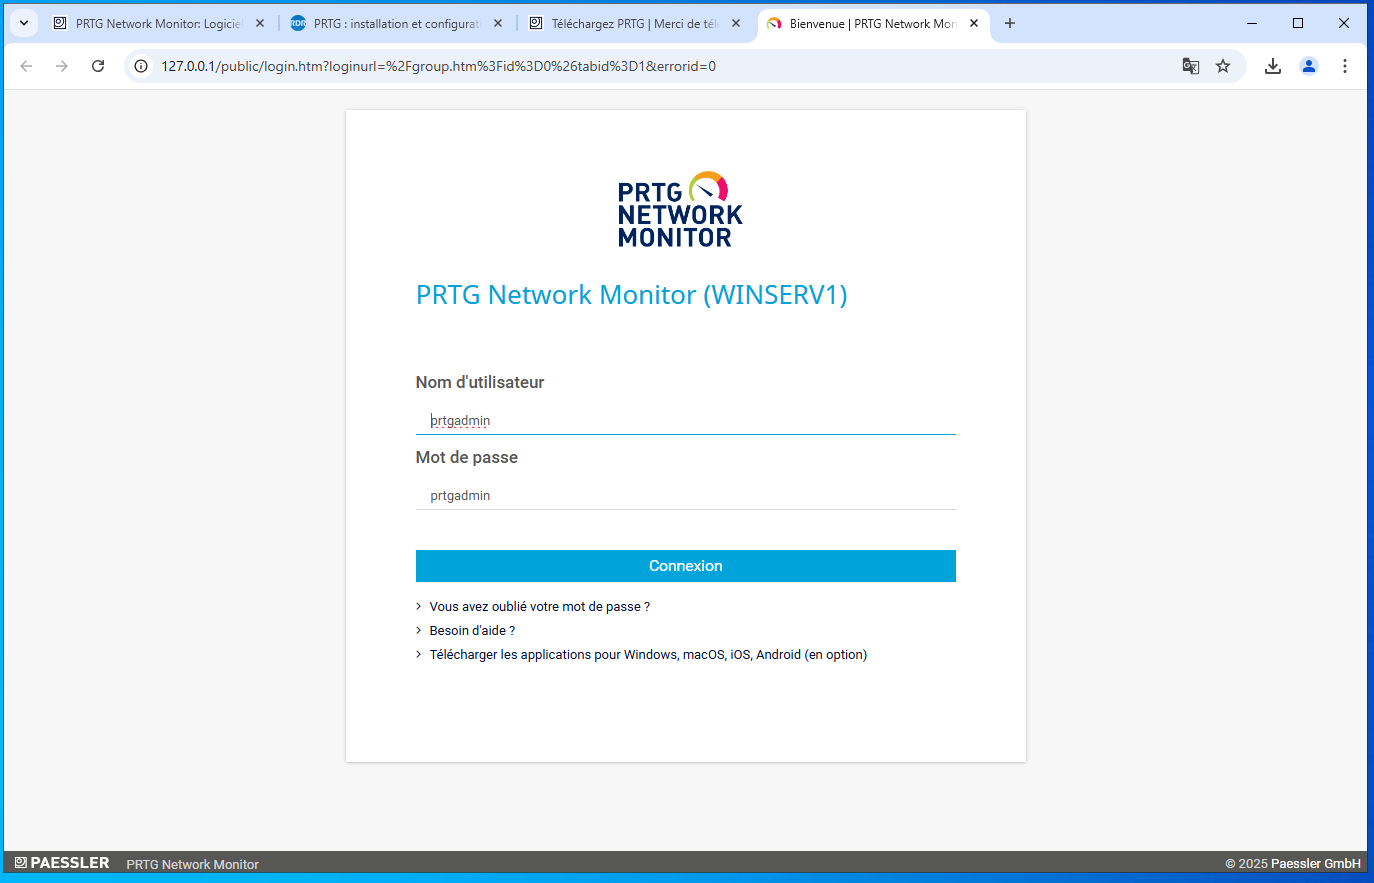 PRTG Network Monitor: Logicie
PRTG : installation et configurat
Téléchargez PRTG | Merci de tél
Bienvenue | PRTG Network Mon
127.0.0.1/public/login.htm?loginurl=%2Fgroup.htm%3Fid%3D0%26tabid%3D1&errorid=0
PRTG
NETWORK
MONITOR
PRTG Network Monitor (WINSERV1)
Nom d'utilisateur
prtgadmin
Mot de passe
prtgadmin
Connexion
Vous avez oublié votre mot de passe ?
Besoin d'aide ?
Télécharger les applications pour Windows, macOS, iOS, Android (en option)
PAESSLER PRTG Network Monitor © 2025 Paessler GmbH